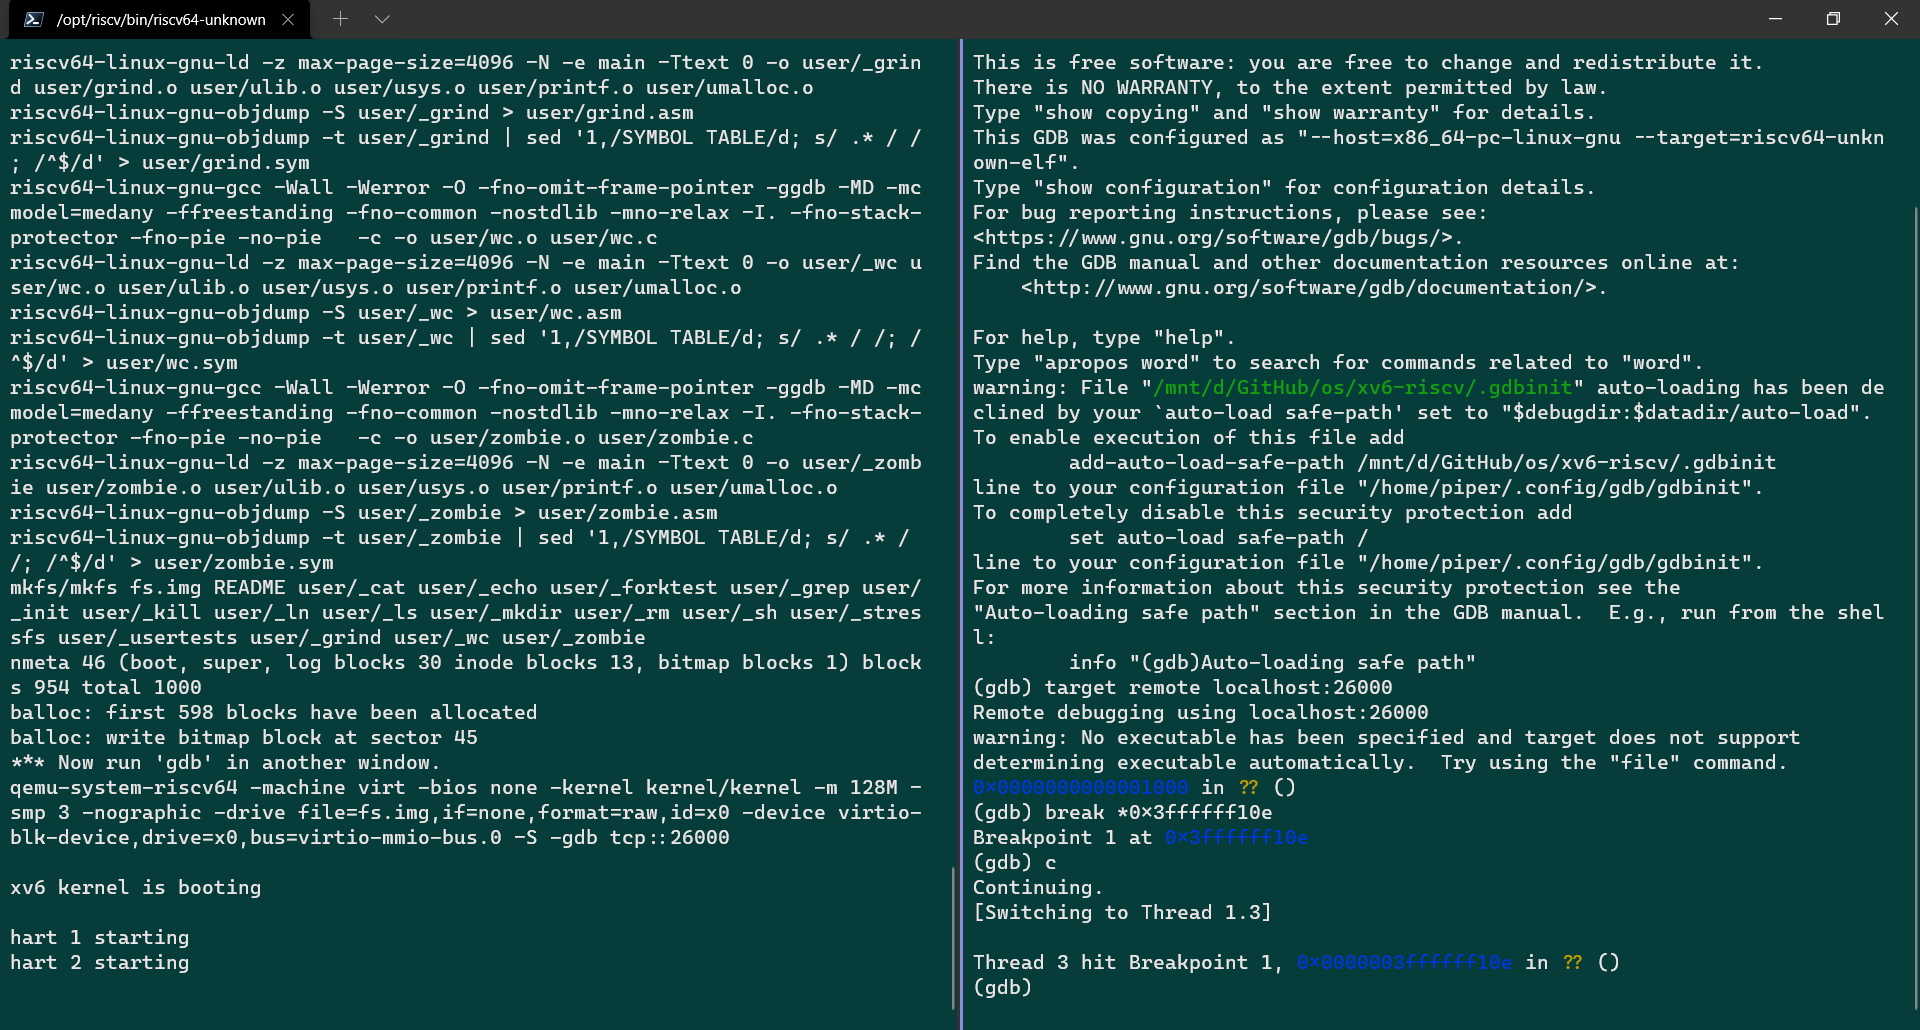 /opt/riscv/bin/riscv64-unknown
riscv64-linux-gnu-ld -z max-page-size=4096 -N -e main -Ttext 0 -o user/_grin
d user/grind.o user/ulib.o user/usys.o user/printf.o user/umalloc.o
riscv64-linux-gnu-objdump -S user/_grind > user/grind.asm
riscv64-linux-gnu-objdump -t user/_grind | sed '1,/SYMBOL TABLE/d; s/ .* / /
; /^$/d' > user/grind.sym
riscv64-linux-gnu-gcc -Wall -Werror -O -fno-omit-frame-pointer -ggdb -MD -mc
model=medany -ffreestanding -fno-common -nostdlib -mno-relax -I. -fno-stack-
protector -fno-pie -no-pie   -c -o user/wc.o user/wc.c
riscv64-linux-gnu-ld -z max-page-size=4096 -N -e main -Ttext 0 -o user/_wc u
ser/wc.o user/ulib.o user/usys.o user/printf.o user/umalloc.o
riscv64-linux-gnu-objdump -S user/_wc > user/wc.asm
riscv64-linux-gnu-objdump -t user/_wc | sed '1,/SYMBOL TABLE/d; s/ .* / /; /
^$/d' > user/wc.sym
riscv64-linux-gnu-gcc -Wall -Werror -O -fno-omit-frame-pointer -ggdb -MD -mc
model=medany -ffreestanding -fno-common -nostdlib -mno-relax -I. -fno-stack-
protector -fno-pie -no-pie   -c -o user/zombie.o user/zombie.c
riscv64-linux-gnu-ld -z max-page-size=4096 -N -e main -Ttext 0 -o user/_zomb
ie user/zombie.o user/ulib.o user/usys.o user/printf.o user/umalloc.o
riscv64-linux-gnu-objdump -S user/_zombie > user/zombie.asm
riscv64-linux-gnu-objdump -t user/_zombie | sed '1,/SYMBOL TABLE/d; s/ .* /
/; /^$/d' > user/zombie.sym
mkfs/mkfs fs.img README user/_cat user/_echo user/_forktest user/_grep user/
_init user/_kill user/_ln user/_ls user/_mkdir user/_rm user/_sh user/_stres
sfs user/_usertests user/_grind user/_wc user/_zombie
nmeta 46 (boot, super, log blocks 30 inode blocks 13, bitmap blocks 1) block
s 954 total 1000
balloc: first 598 blocks have been allocated
balloc: write bitmap block at sector 45
*** Now run 'gdb' in another window.
qemu-system-riscv64 -machine virt -bios none -kernel kernel/kernel -m 128M -
smp 3 -nographic -drive file=fs.img,if=none,format=raw,id=x0 -device virtio-
blk-device,drive=x0,bus=virtio-mmio-bus.0 -S -gdb tcp::26000
xv6 kernel is booting
hart 1 starting
hart 2 starting
This is free software: you are free to change and redistribute it.
There is NO WARRANTY, to the extent permitted by law.
Type "show copying" and "show warranty" for details.
This GDB was configured as "--host=x86_64-pc-linux-gnu --target=riscv64-unkn
own-elf".
Type "show configuration" for configuration details.
For bug reporting instructions, please see:
<https://www.gnu.org/software/gdb/bugs/>.
Find the GDB manual and other documentation resources online at:
    <http://www.gnu.org/software/gdb/documentation/>.
For help, type "help".
Type "apropos word" to search for commands related to "word".
warning: File "/mnt/d/GitHub/os/xv6-riscv/.gdbinit" auto-loading has been de
clined by your `auto-load safe-path' set to "$debugdir:$datadir/auto-load".
To enable execution of this file add
        add-auto-load-safe-path /mnt/d/GitHub/os/xv6-riscv/.gdbinit
line to your configuration file "/home/piper/.config/gdb/gdbinit".
To completely disable this security protection add
        set auto-load safe-path /
line to your configuration file "/home/piper/.config/gdb/gdbinit".
For more information about this security protection see the
"Auto-loading safe path" section in the GDB manual.  E.g., run from the shel
l:
        info "(gdb)Auto-loading safe path"
(gdb) target remote localhost:26000
Remote debugging using localhost:26000
warning: No executable has been specified and target does not support
determining executable automatically.  Try using the "file" command.
0x0000000000001000 in ?? ()
(gdb) break *0x3ffffff10e
Breakpoint 1 at 0x3ffffff10e
(gdb) c
Continuing.
[Switching to Thread 1.3]
Thread 3 hit Breakpoint 1, 0x0000003ffffff10e in ?? ()
(gdb)